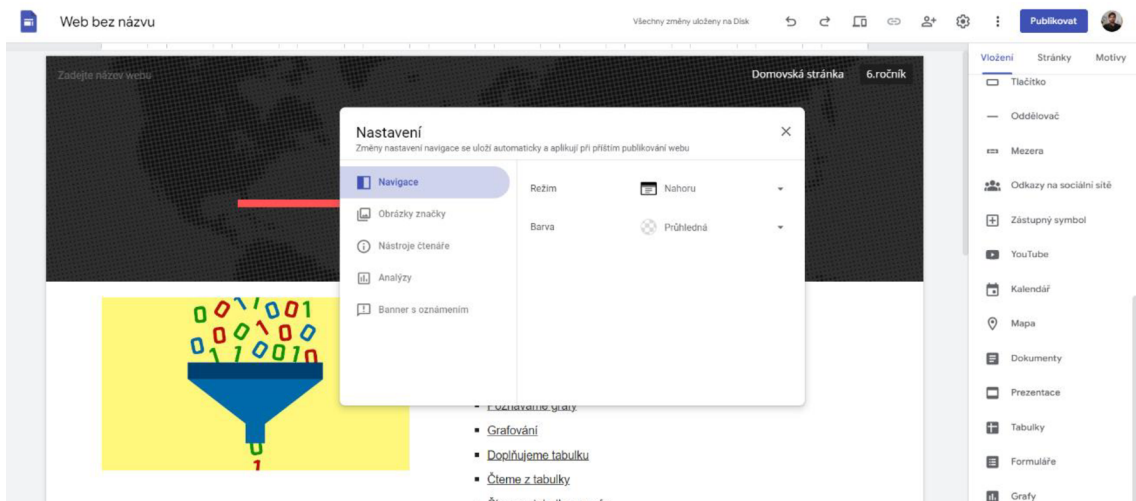 Web bez názvu
Všechny změny uloženy na Disk
Publikovat
Zadejte název webu
Domovská stránka
6.ročník
Nastavení
Změny nastavení navigace se uloží automaticky a aplikují při příštím publikování webu
Navigace
Obrázky značky
Nástroje čtenáře
Analýzy
Banner s oznámením
Režim
Nahoru
Barva
Průhledná
Poznáváme grafy
Grafování
Doplňujeme tabulku
Čteme z tabulky
Vložení
Stránky
Motivy
Tlačítko
Oddělovač
Mezera
Odkazy na sociální sítě
Zástupný symbol
YouTube
Kalendář
Mapa
Dokumenty
Prezentace
Tabulky
Formuláře
Grafy